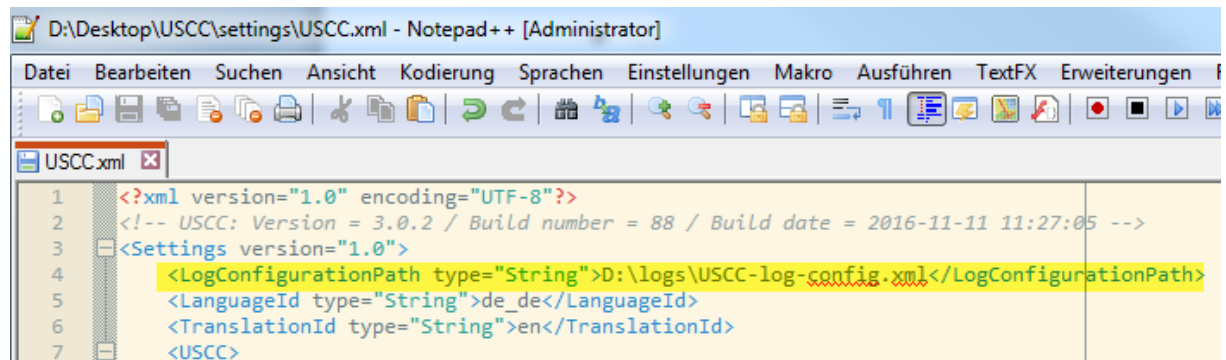 D:\Desktop\USCC\settings\USCC.xml - Notepad++ [Administrator]
Datei Bearbeiten Suchen Ansicht Kodierung Sprachen Einstellungen Makro Ausführen TextFX Erweiterungen
USCC.xml
1 <?xml version="1.0" encoding="UTF-8"?>
2 <!-- USCC: Version = 3.0.2 / Build number = 88 / Build date = 2016-11-11 11:27:05 -->
3 <Settings version="1.0">
4 <LogConfigurationPath type="String">D:\logs\USCC-log-config.xml</LogConfigurationPath>
5 <LanguageId type="String">de_de</LanguageId>
6 <TranslationId type="String">en</TranslationId>
7 <USCC>